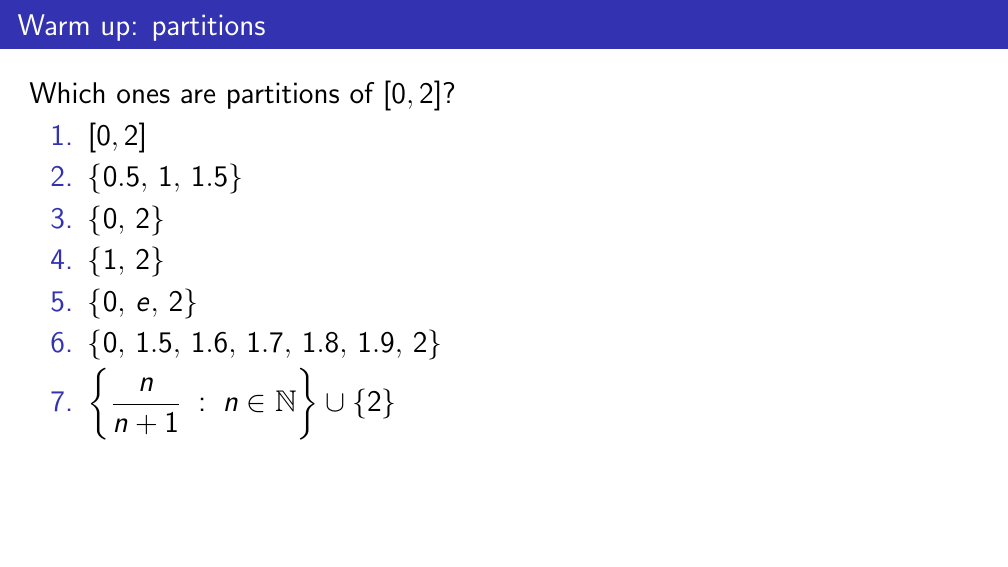 Warm up: partitions
Which ones are partitions of [0, 2]?
1. [0, 2]
2. {0.5, 1, 1.5}
3. {0, 2}
4. {1, 2}
5. {0, e, 2}
6. {0, 1.5, 1.6, 1.7, 1.8, 1.9, 2}
7. { n/(n + 1) : n ∈ ℕ } ∪ {2}